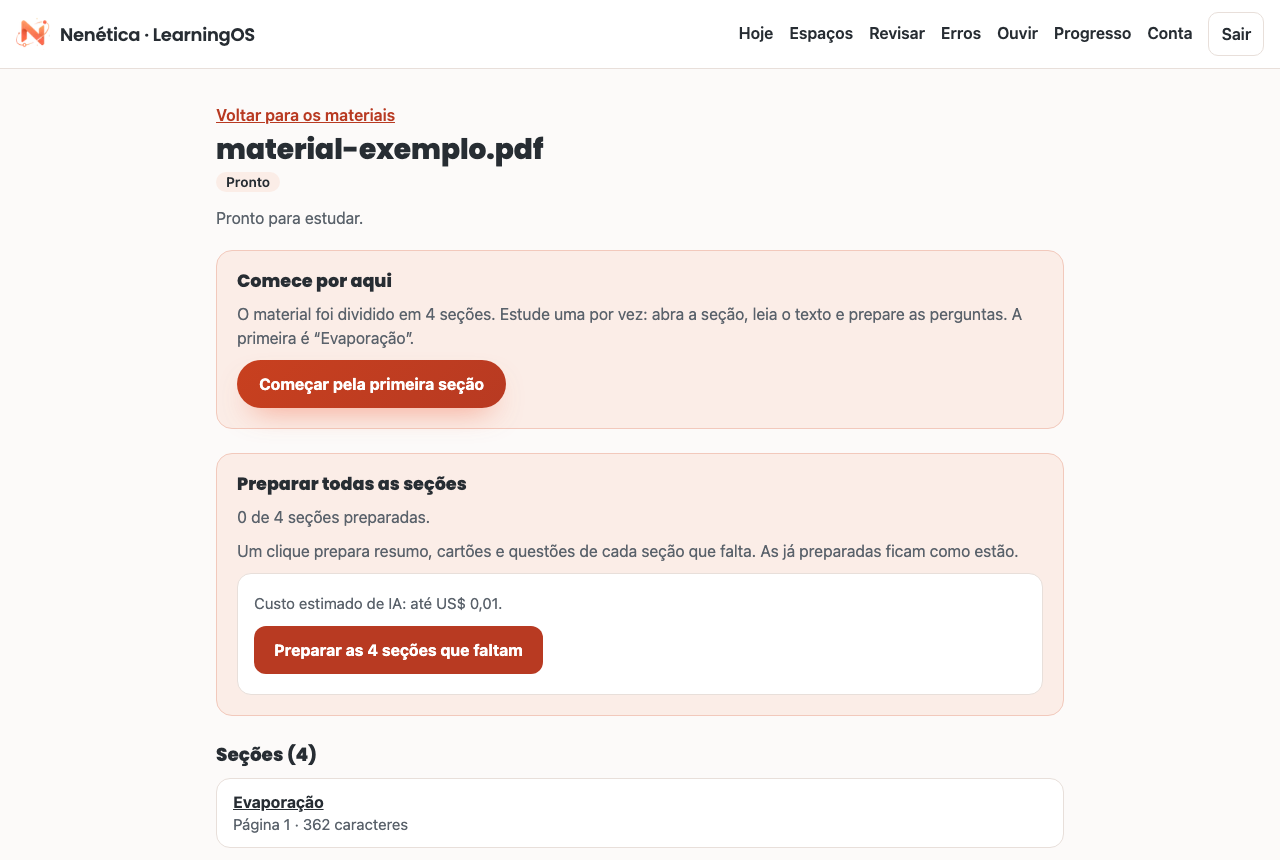 Nenética · LearningOS
Hoje Espaços Revisar Erros Ouvir Progresso Conta Sair
Voltar para os materiais
material-exemplo.pdf
Pronto
Pronto para estudar.
Comece por aqui
O material foi dividido em 4 seções. Estude uma por vez: abra a seção, leia o texto e prepare as perguntas. A
primeira é “Evaporação”.
Começar pela primeira seção
Preparar todas as seções
0 de 4 seções preparadas.
Um clique prepara resumo, cartões e questões de cada seção que falta. As já preparadas ficam como estão.
Custo estimado de IA: até US$ 0,01.
Preparar as 4 seções que faltam
Seções (4)
Evaporação
Página 1 · 362 caracteres